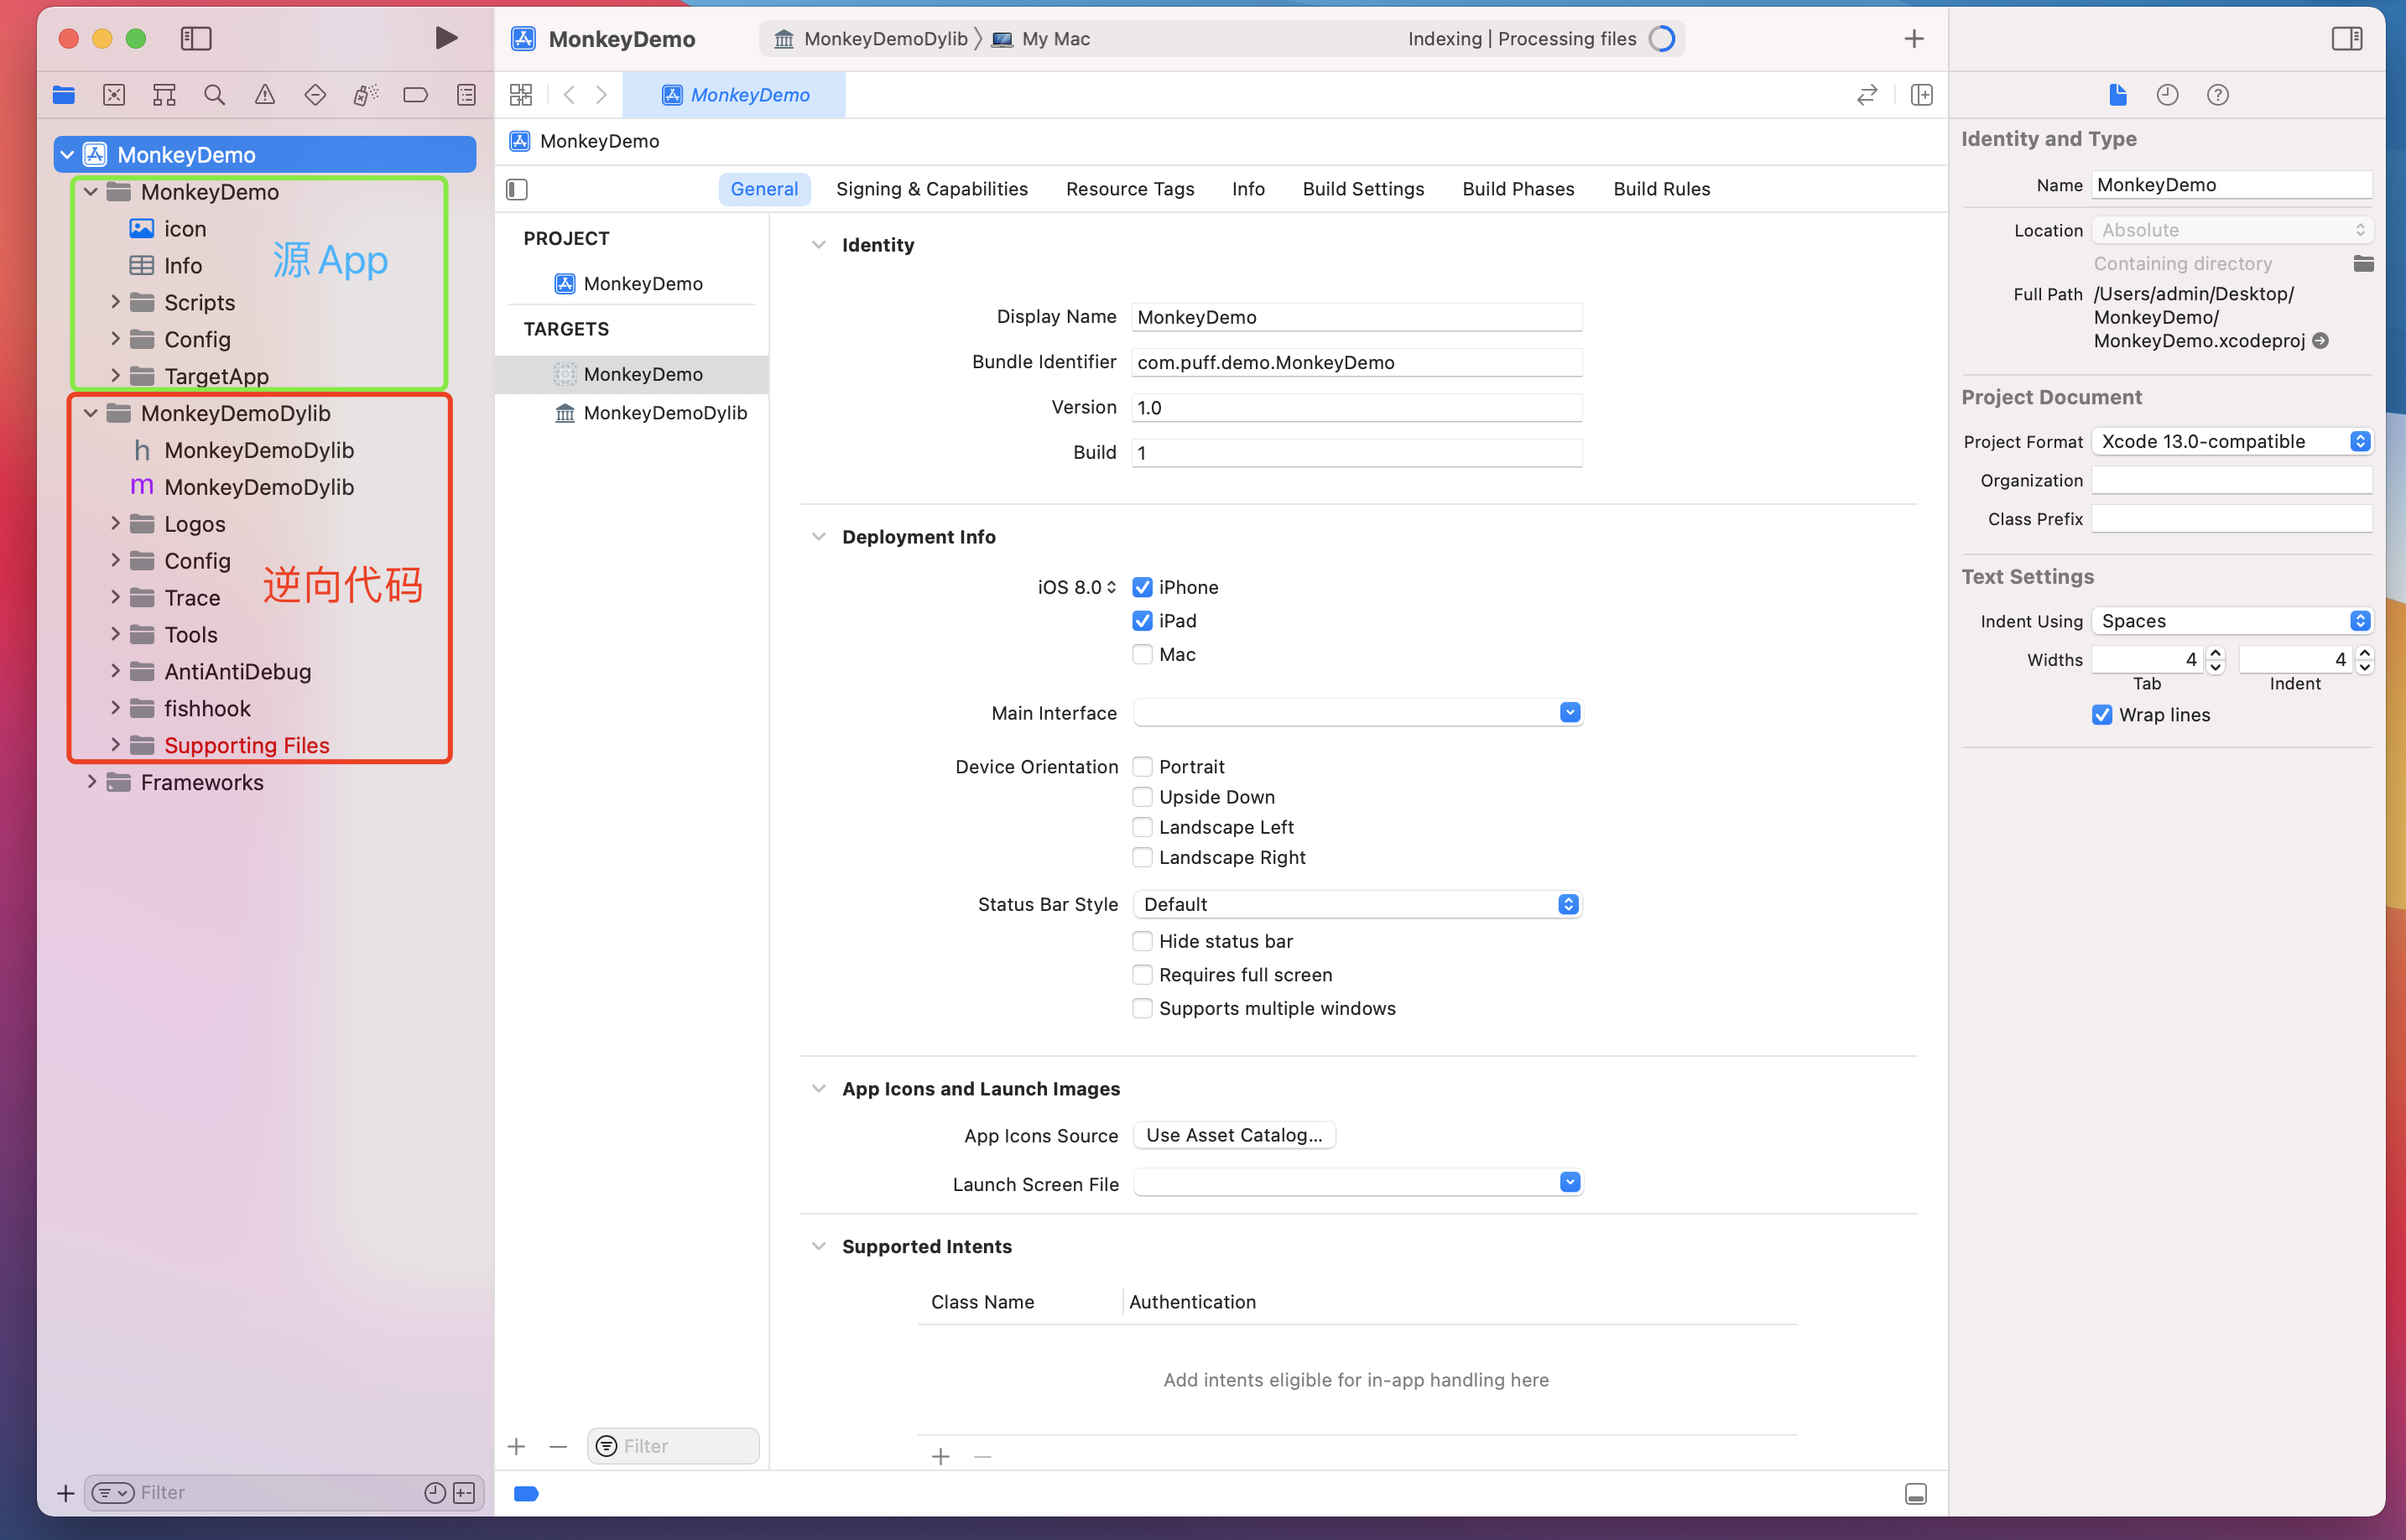 MonkeyDemo
MonkeyDemoDylib
My Mac
Indexing | Processing files
MonkeyDemo
MonkeyDemo
MonkeyDemo
MonkeyDemo
icon
Info
源 App
Scripts
Config
TargetApp
MonkeyDemoDylib
h MonkeyDemoDylib
m MonkeyDemoDylib
Logos
Config
逆向代码
Trace
Tools
AntiAntiDebug
fishhook
Supporting Files
Frameworks
Filter
General
Signing & Capabilities
Resource Tags
Info
Build Settings
Build Phases
Build Rules
PROJECT
MonkeyDemo
TARGETS
MonkeyDemo
MonkeyDemoDylib
Filter
Identity
Display Name MonkeyDemo
Bundle Identifier com.puff.demo.MonkeyDemo
Version 1.0
Build 1
Deployment Info
iOS 8.0 iPhone
iPad
Mac
Main Interface
Device Orientation Portrait
Upside Down
Landscape Left
Landscape Right
Status Bar Style Default
Hide status bar
Requires full screen
Supports multiple windows
App Icons and Launch Images
App Icons Source Use Asset Catalog...
Launch Screen File
Supported Intents
Class Name Authentication
Add intents eligible for in-app handling here
Identity and Type
Name MonkeyDemo
Location Absolute
Containing directory
Full Path /Users/admin/Desktop/
MonkeyDemo/
MonkeyDemo.xcodeproj
Project Document
Project Format Xcode 13.0-compatible
Organization
Class Prefix
Text Settings
Indent Using Spaces
Widths 4 4
Tab Indent
Wrap lines